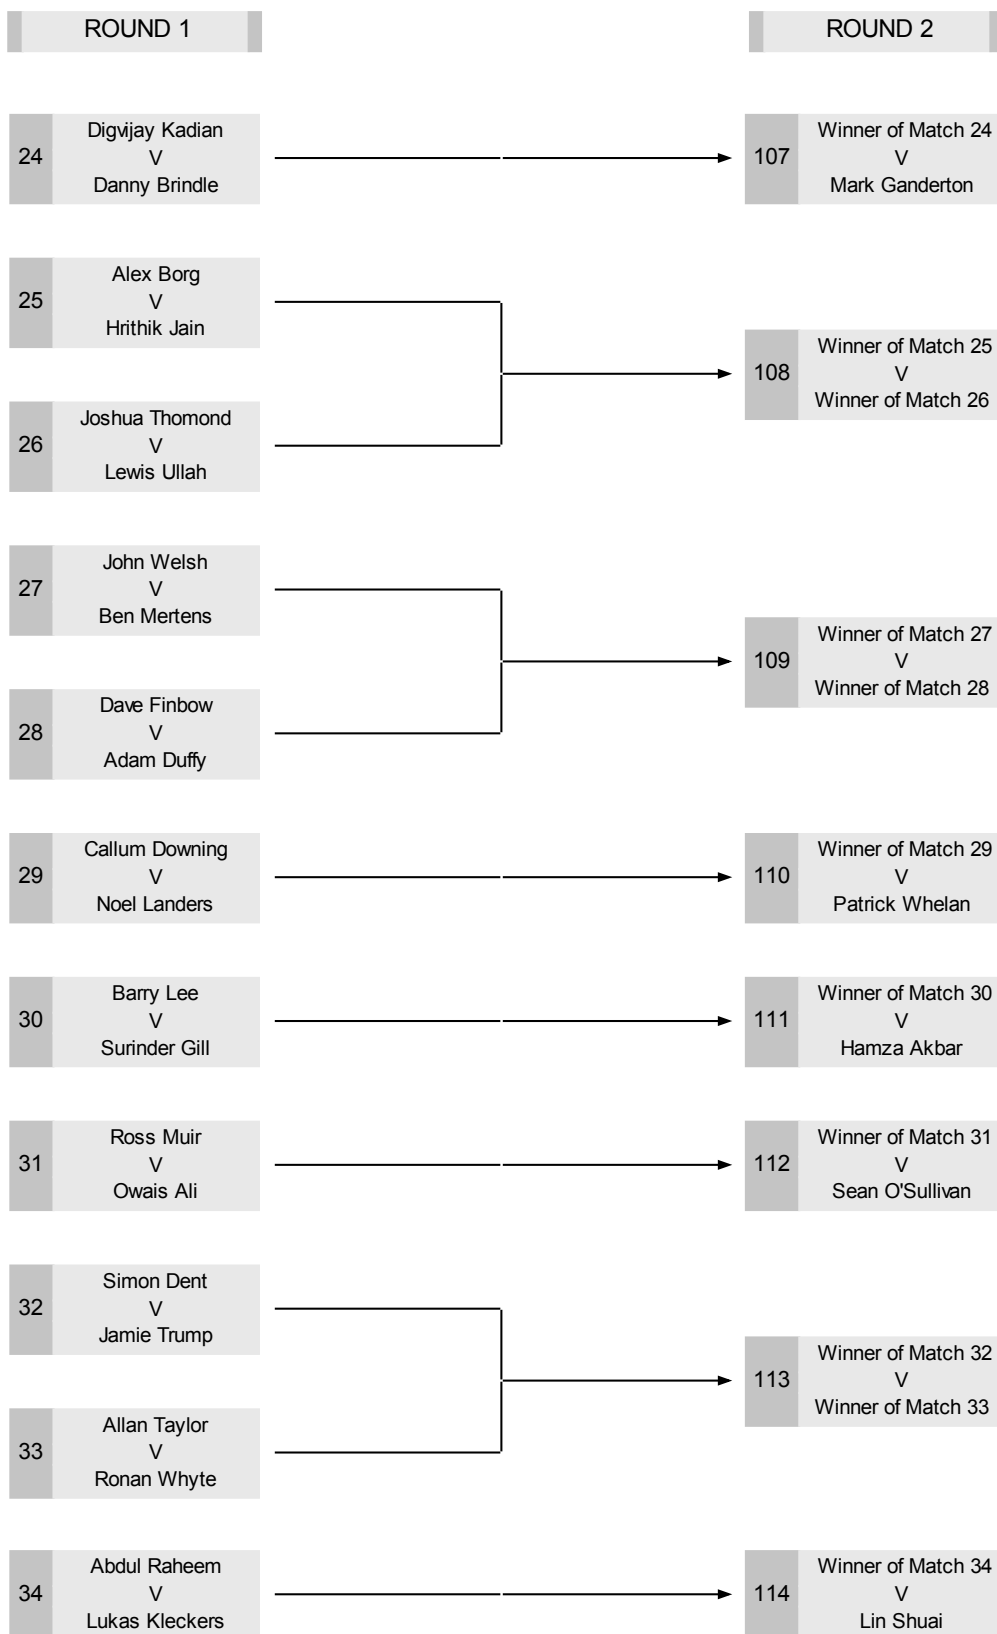 ROUND 1
ROUND 2
24
Digvijay Kadian
V
Danny Brindle
107
Winner of Match 24
V
Mark Ganderton
25
Alex Borg
V
Hrithik Jain
26
Joshua Thomond
V
Lewis Ullah
108
Winner of Match 25
V
Winner of Match 26
27
John Welsh
V
Ben Mertens
28
Dave Finbow
V
Adam Duffy
109
Winner of Match 27
V
Winner of Match 28
29
Callum Downing
V
Noel Landers
110
Winner of Match 29
V
Patrick Whelan
30
Barry Lee
V
Surinder Gill
111
Winner of Match 30
V
Hamza Akbar
31
Ross Muir
V
Owais Ali
112
Winner of Match 31
V
Sean O'Sullivan
32
Simon Dent
V
Jamie Trump
33
Allan Taylor
V
Ronan Whyte
113
Winner of Match 32
V
Winner of Match 33
34
Abdul Raheem
V
Lukas Kleckers
114
Winner of Match 34
V
Lin Shuai